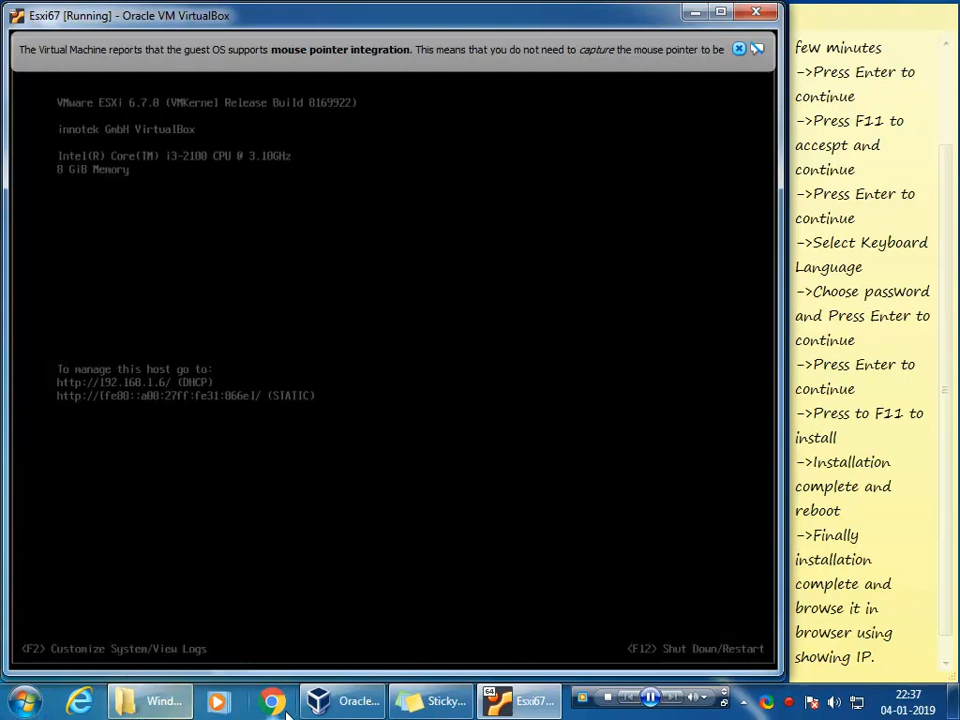 Esxi67 [Running] - Oracle VM VirtualBox
The Virtual Machine reports that the guest OS supports mouse pointer integration. This means that you do not need to capture the mouse pointer to be
VMware ESXi 6.7.0 (VMKernel Release Build 8169922)
innotek GmbH VirtualBox
Intel(R) Core(TM) i3-2100 CPU @ 3.10GHz
8 GiB Memory
To manage this host go to:
http://192.168.1.6/ (DHCP)
http://[fe80::a00:27ff:fe31:866e]/ (STATIC)
<F2> Customize System/View Logs
<F12> Shut Down/Restart
few minutes
->Press Enter to
continue
->Press F11 to
accespt and
continue
->Press Enter to
continue
->Select Keyboard
Language
->Choose password
and Press Enter to
continue
->Press Enter to
continue
->Press to F11 to
install
->Installation
complete and
reboot
->Finally
installation
complete and
browse it in
browser using
showing IP.
Wind...
Oracle...
Sticky...
64
Esxi67...
22:37
04-01-2019